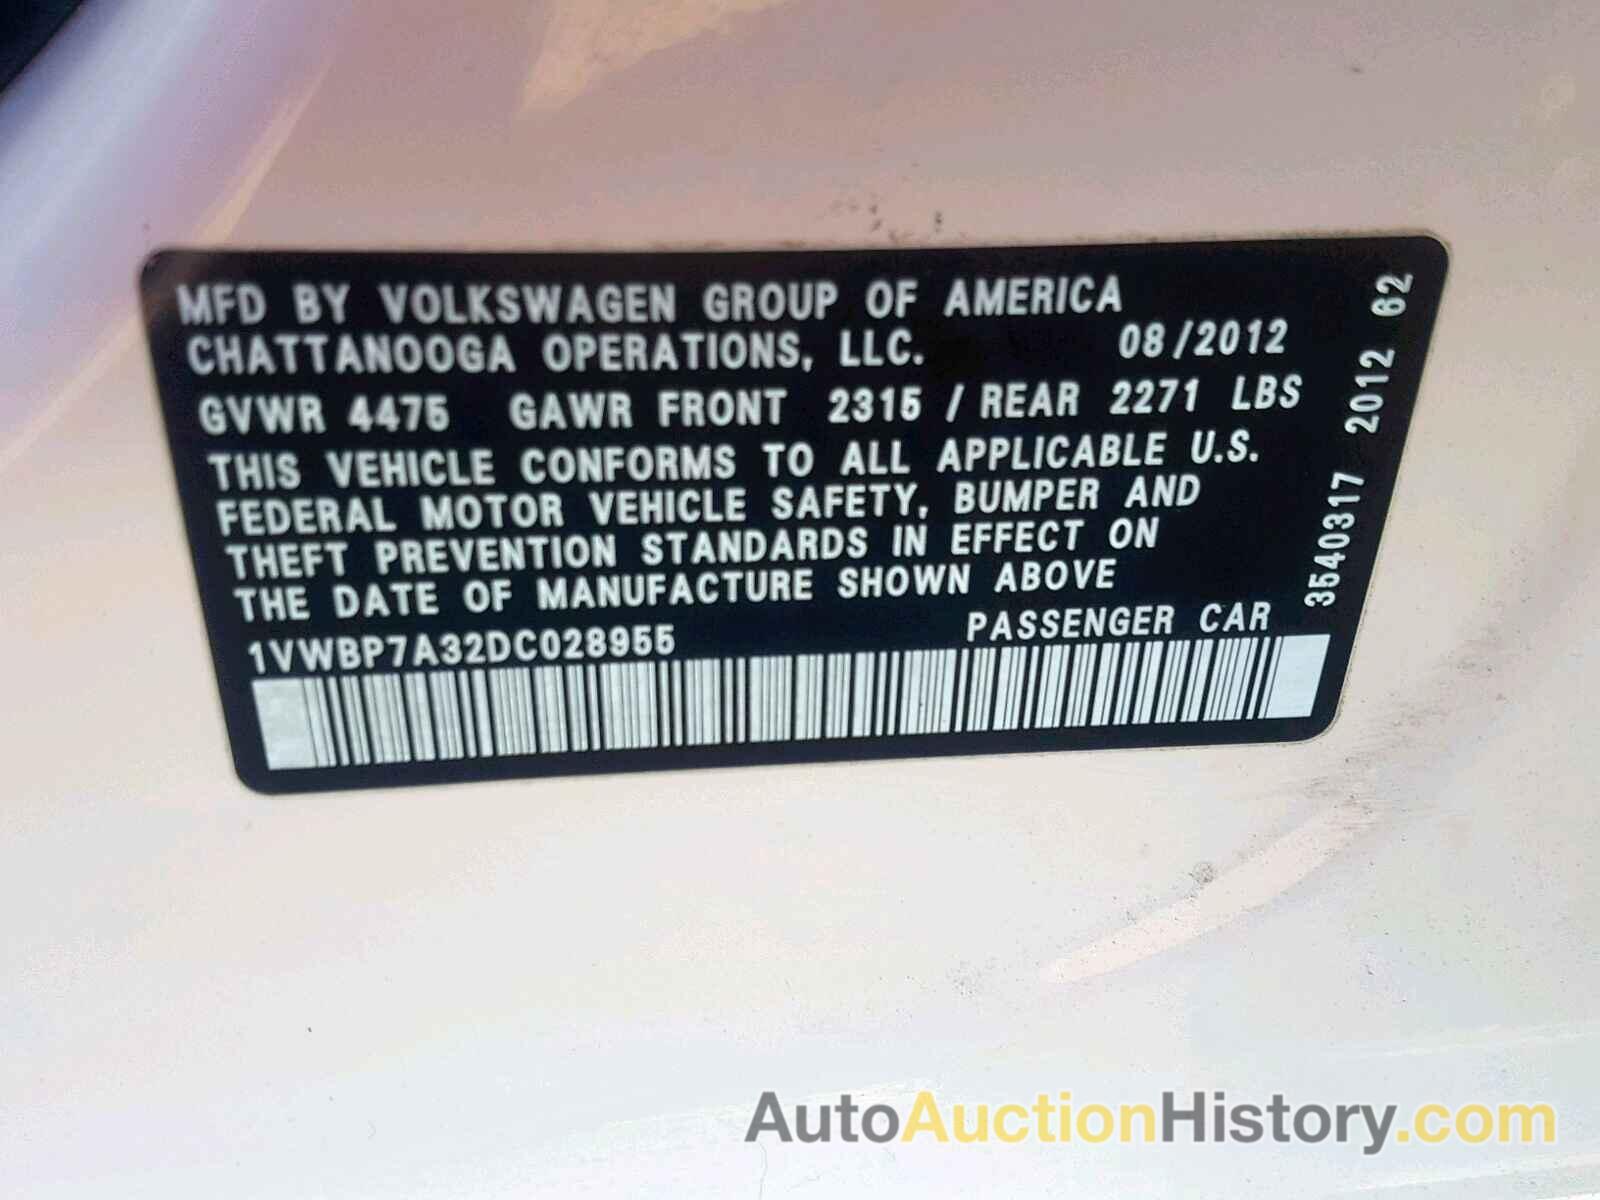 MFD BY VOLKSWAGEN GROUP OF AMERICA
CHATTANOOGA OPERATIONS, LLC. 08/2012
GVWR 4475 GAWR FRONT 2315 / REAR 2271 LBS
THIS VEHICLE CONFORMS TO ALL APPLICABLE U.S.
FEDERAL MOTOR VEHICLE SAFETY, BUMPER AND
THEFT PREVENTION STANDARDS IN EFFECT ON
THE DATE OF MANUFACTURE SHOWN ABOVE
1VWBP7A32DC028955 PASSENGER CAR
3540317 2012 62
AutoAuctionHistory.com